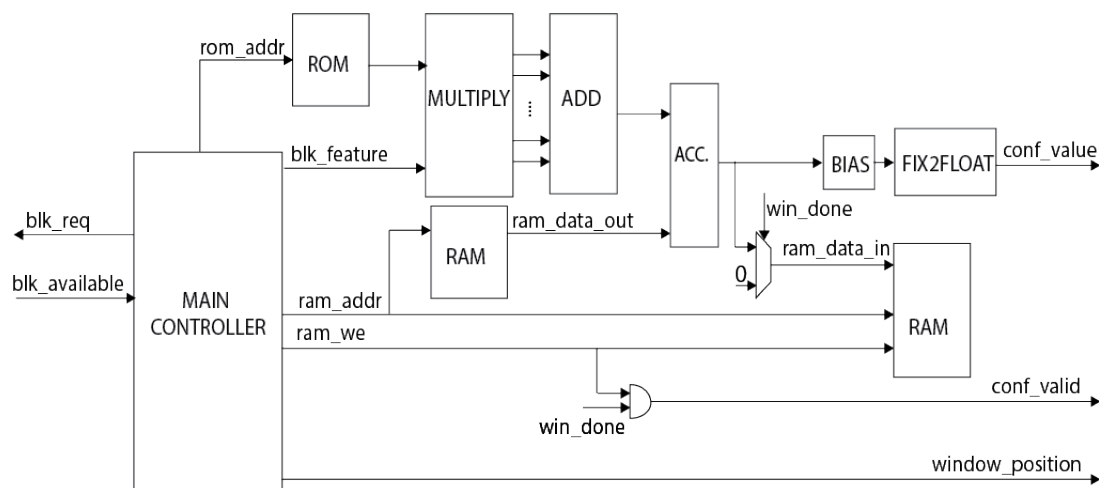 rom_addr
ROM
MULTIPLY
....
ADD
ACC.
blk_feature
BIAS
FIX2FLOAT
conf_value
blk_req
blk_available
MAIN
CONTROLLER
RAM
ram_data_out
win_done
ram_data_in
0
ram_addr
ram_we
RAM
win_done
conf_valid
window_position